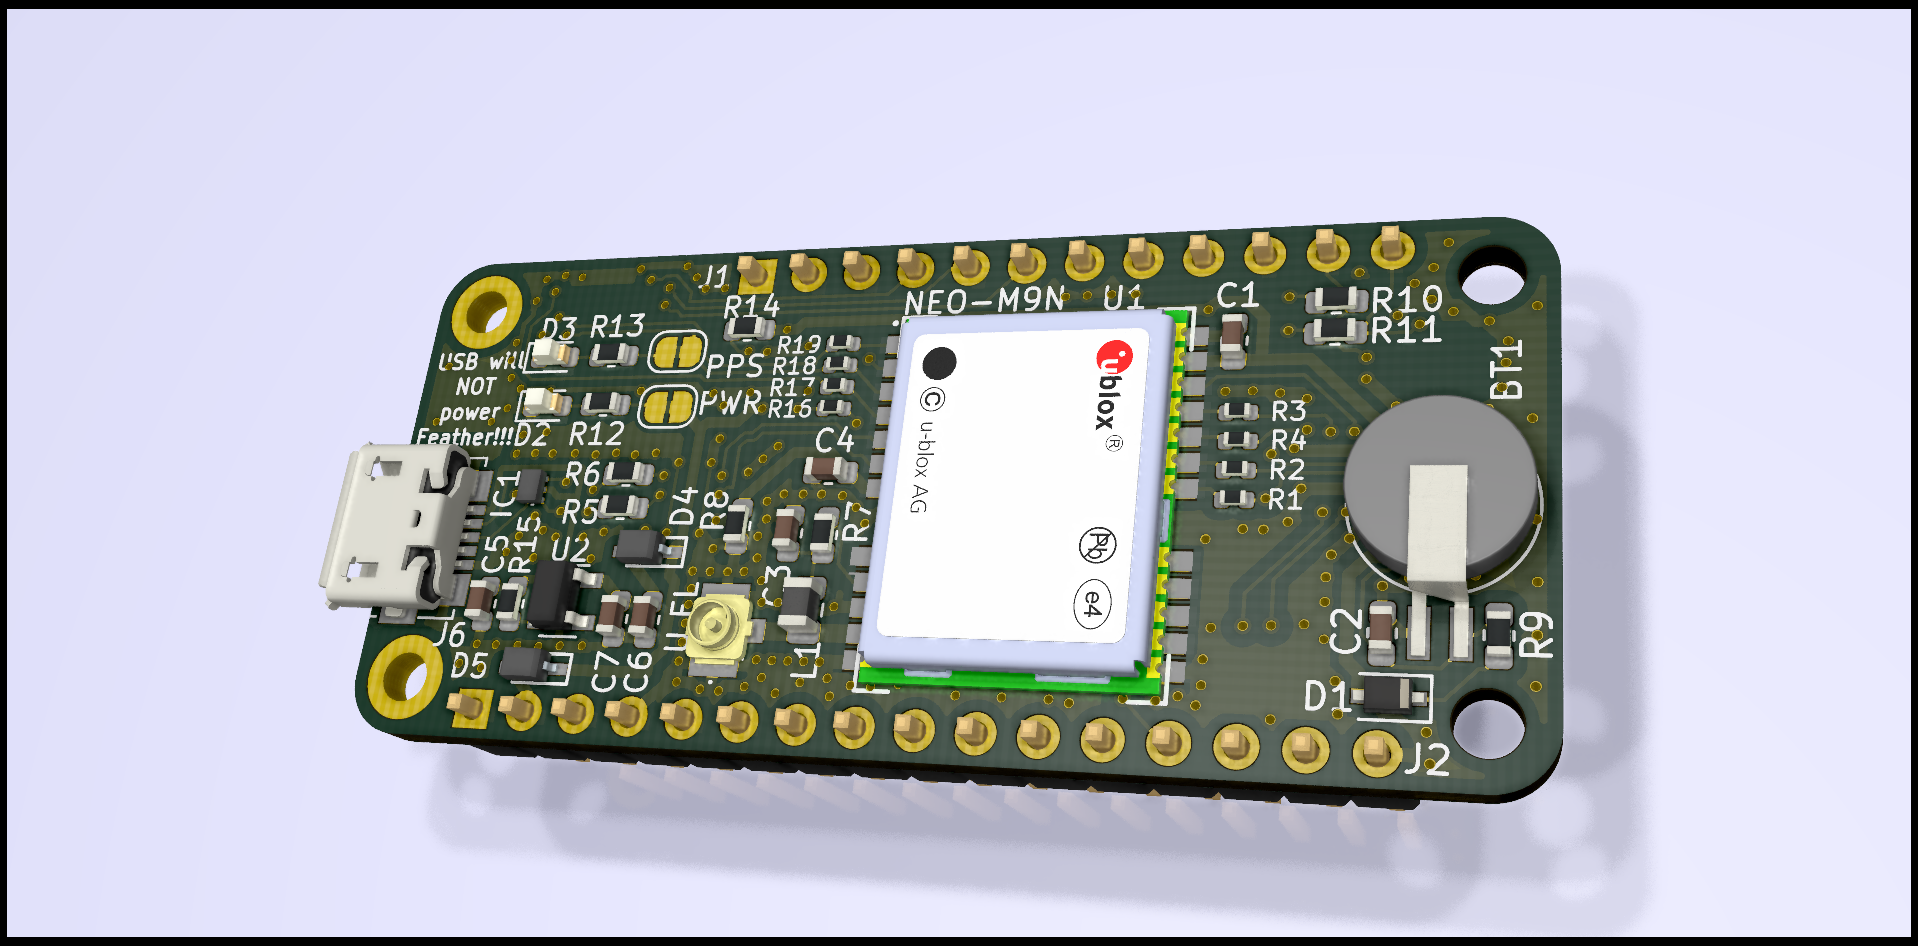 J1
NEO-M9N U1
C1
R10
R11
R14
D3 R13
USB will
NOT
power
Feather!!!
PPS
PWR
R19
R18
R17
R16
BT1
ublox®
© u-blox AG
Pb
e4
D2 R12
C4
R3
R4
R2
R1
R6
R5
IC1
D4
R8
R7
C5
R15
U2
C3
U.FL
L1
J6
D5
C7
C6
C2
R9
D1
J2